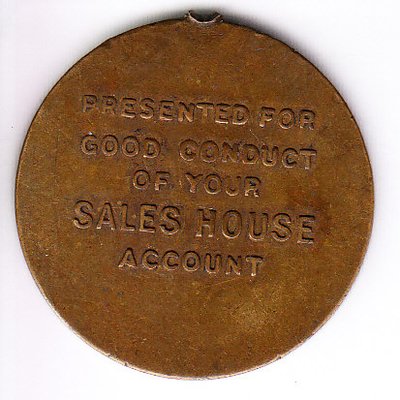 PRESENTED FOR
GOOD CONDUCT
OF YOUR
SALES HOUSE
ACCOUNT